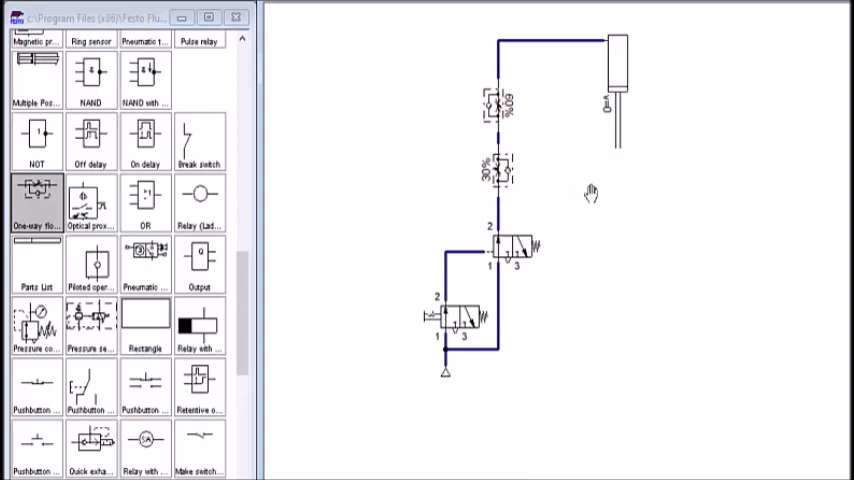 c:\Program Files (x86)\Festo Flu...
Magnetic pr... Ring sensor Pneumatic t... Pulse relay
Multiple Pos... NAND NAND with ...
NOT Off delay On delay Break switch
One-way flo... Optical prox... OR Relay (Lad...
Parts List Piloted oper... Pneumatic ... Output
Pressure co... Pressure se... Rectangle Relay with ...
Pushbutton ... Pushbutton ... Pushbutton ... Retentive o...
Pushbutton ... Quick exha... Relay with ... Make switch...
v=0
60%
30%
2
1 3
2
1 3